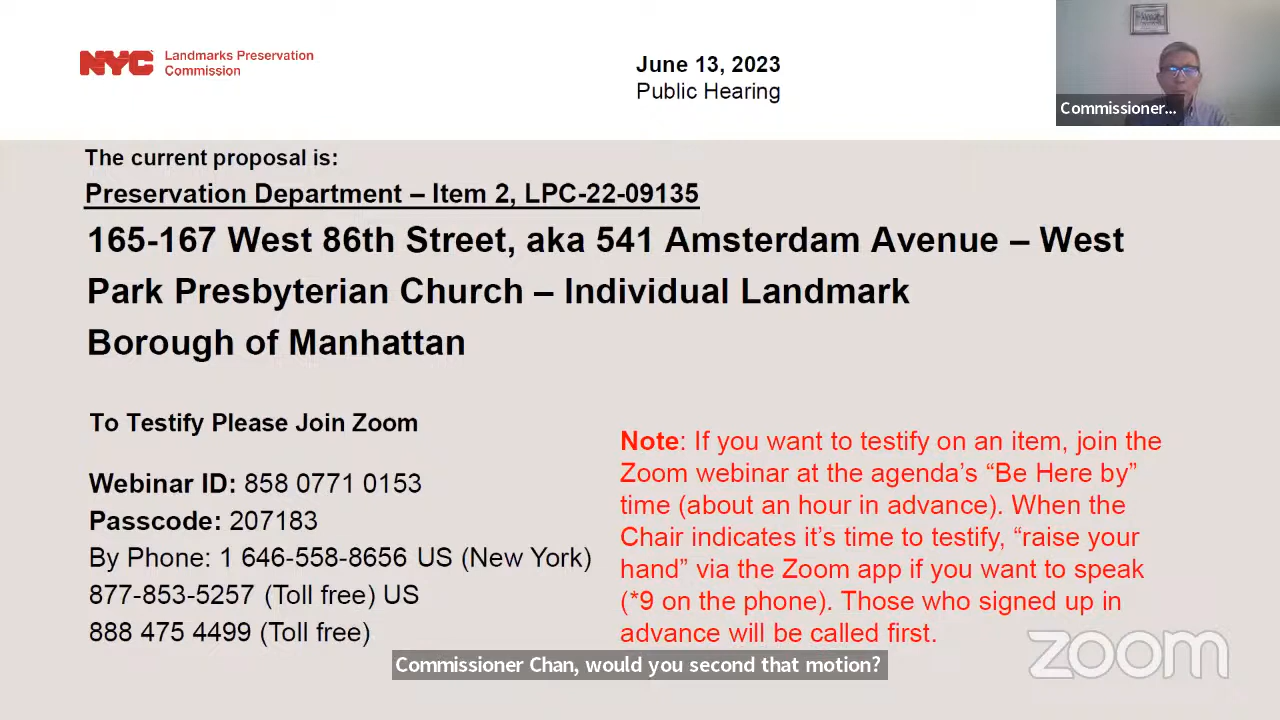 NYC Landmarks Preservation
Commission
June 13, 2023
Public Hearing
Commissioner...
The current proposal is:
Preservation Department – Item 2, LPC-22-09135
165-167 West 86th Street, aka 541 Amsterdam Avenue – West
Park Presbyterian Church – Individual Landmark
Borough of Manhattan
To Testify Please Join Zoom
Webinar ID: 858 0771 0153
Passcode: 207183
By Phone: 1 646-558-8656 US (New York)
877-853-5257 (Toll free) US
888 475 4499 (Toll free)
Note: If you want to testify on an item, join the
Zoom webinar at the agenda’s “Be Here by”
time (about an hour in advance). When the
Chair indicates it’s time to testify, “raise your
hand” via the Zoom app if you want to speak
(*9 on the phone). Those who signed up in
advance will be called first.
zoom
Commissioner Chan, would you second that motion?